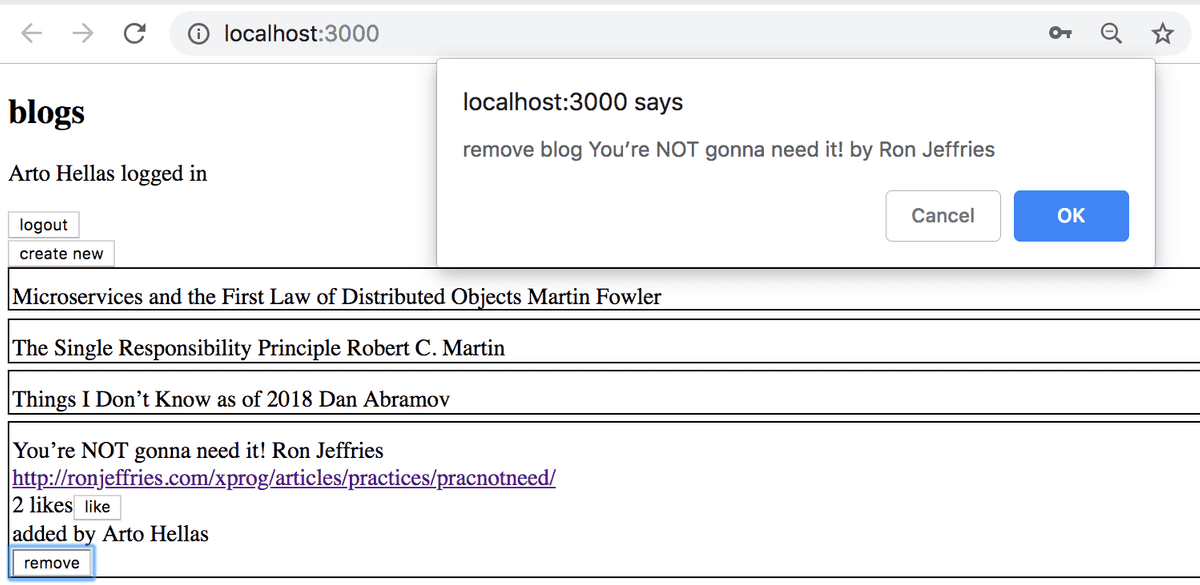 localhost:3000
localhost:3000 says
remove blog You’re NOT gonna need it! by Ron Jeffries
Cancel
OK
blogs
Arto Hellas logged in
logout
create new
Microservices and the First Law of Distributed Objects Martin Fowler
The Single Responsibility Principle Robert C. Martin
Things I Don’t Know as of 2018 Dan Abramov
You’re NOT gonna need it! Ron Jeffries
http://ronjeffries.com/xprog/articles/practices/pracnotneed/
2 likes like
added by Arto Hellas
remove